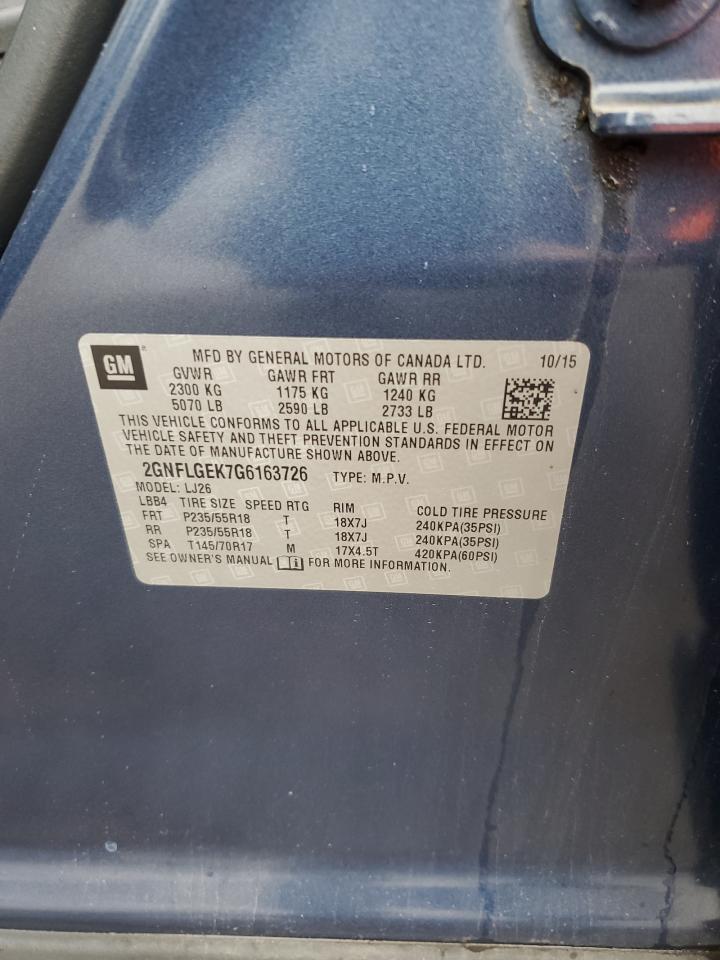 GM MFD BY GENERAL MOTORS OF CANADA LTD. 10/15
GVWR GAWR FRT GAWR RR
2300 KG 1175 KG 1240 KG
5070 LB 2590 LB 2733 LB
THIS VEHICLE CONFORMS TO ALL APPLICABLE U.S. FEDERAL MOTOR
VEHICLE SAFETY AND THEFT PREVENTION STANDARDS IN EFFECT ON
THE DATE OF MANUFACTURE SHOWN ABOVE.
2GNFLGEK7G6163726 TYPE: M.P.V.
MODEL: LJ26
LBB4 TIRE SIZE SPEED RTG RIM COLD TIRE PRESSURE
FRT P235/55R18 T 18X7J 240KPA(35PSI)
RR P235/55R18 T 18X7J 240KPA(35PSI)
SPA T145/70R17 M 17X4.5T 420KPA(60PSI)
SEE OWNER'S MANUAL FOR MORE INFORMATION.